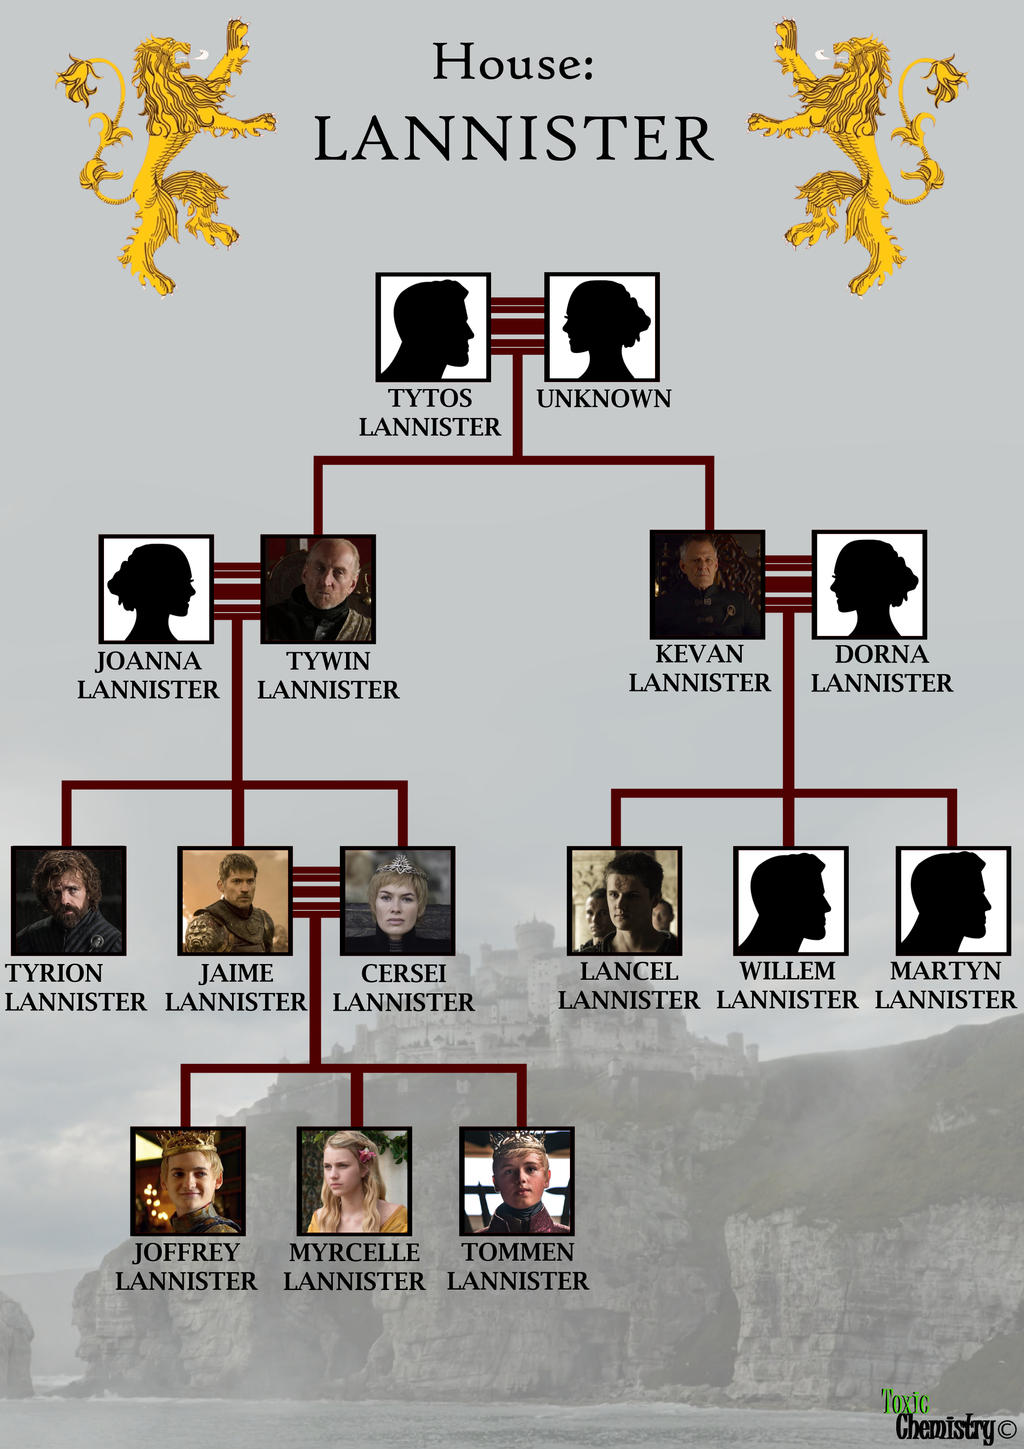 House:
LANNISTER
TYTOS
LANNISTER
UNKNOWN
JOANNA
LANNISTER
TYWIN
LANNISTER
KEVAN
LANNISTER
DORNA
LANNISTER
TYRION
LANNISTER
JAIME
LANNISTER
CERSEI
LANNISTER
LANCEL
LANNISTER
WILLEM
LANNISTER
MARTYN
LANNISTER
JOFFREY
LANNISTER
MYRCELLE
LANNISTER
TOMMEN
LANNISTER
Toxic
Chemistry ©